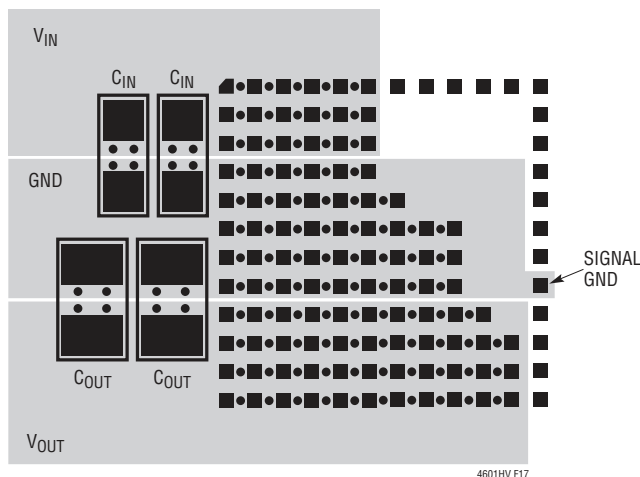 VIN
CIN CIN
GND
SIGNAL
GND
COUT COUT
VOUT
4601HV F17